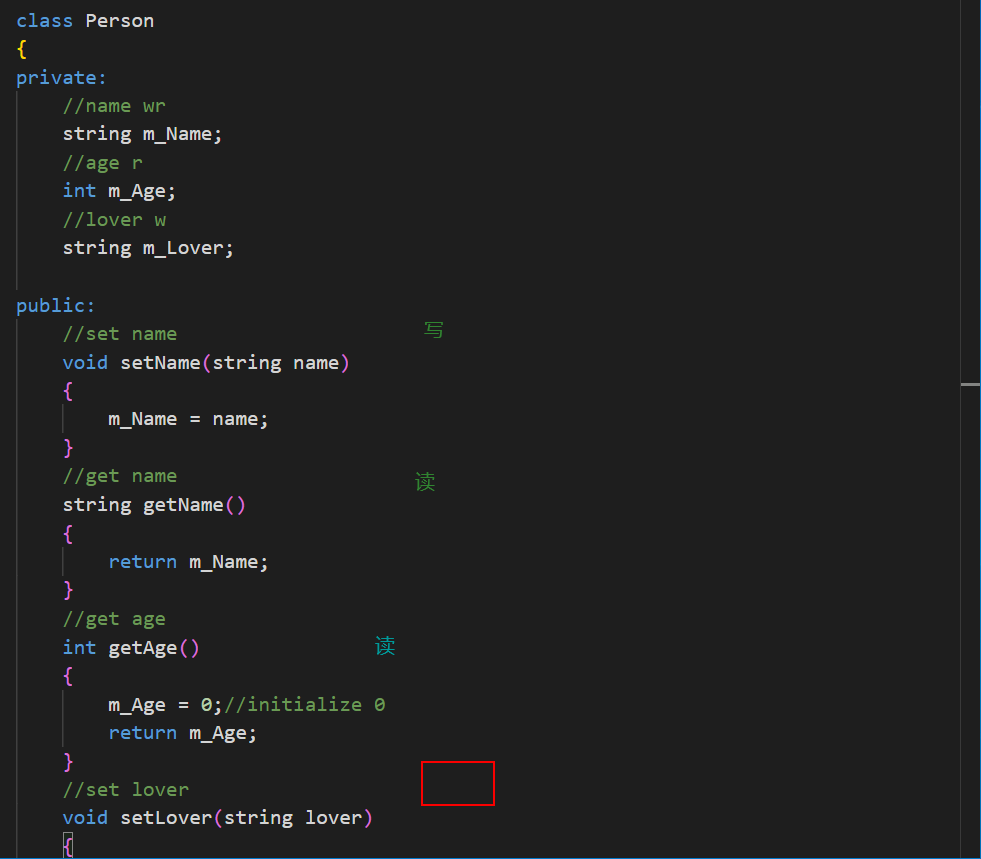 class Person
{
private:
    //name wr
    string m_Name;
    //age r
    int m_Age;
    //lover w
    string m_Lover;
public:
    //set name 写
    void setName(string name)
    {
        m_Name = name;
    }
    //get name 读
    string getName()
    {
        return m_Name;
    }
    //get age
    int getAge() 读
    {
        m_Age = 0;//initialize 0
        return m_Age;
    }
    //set lover
    void setLover(string lover)
    {